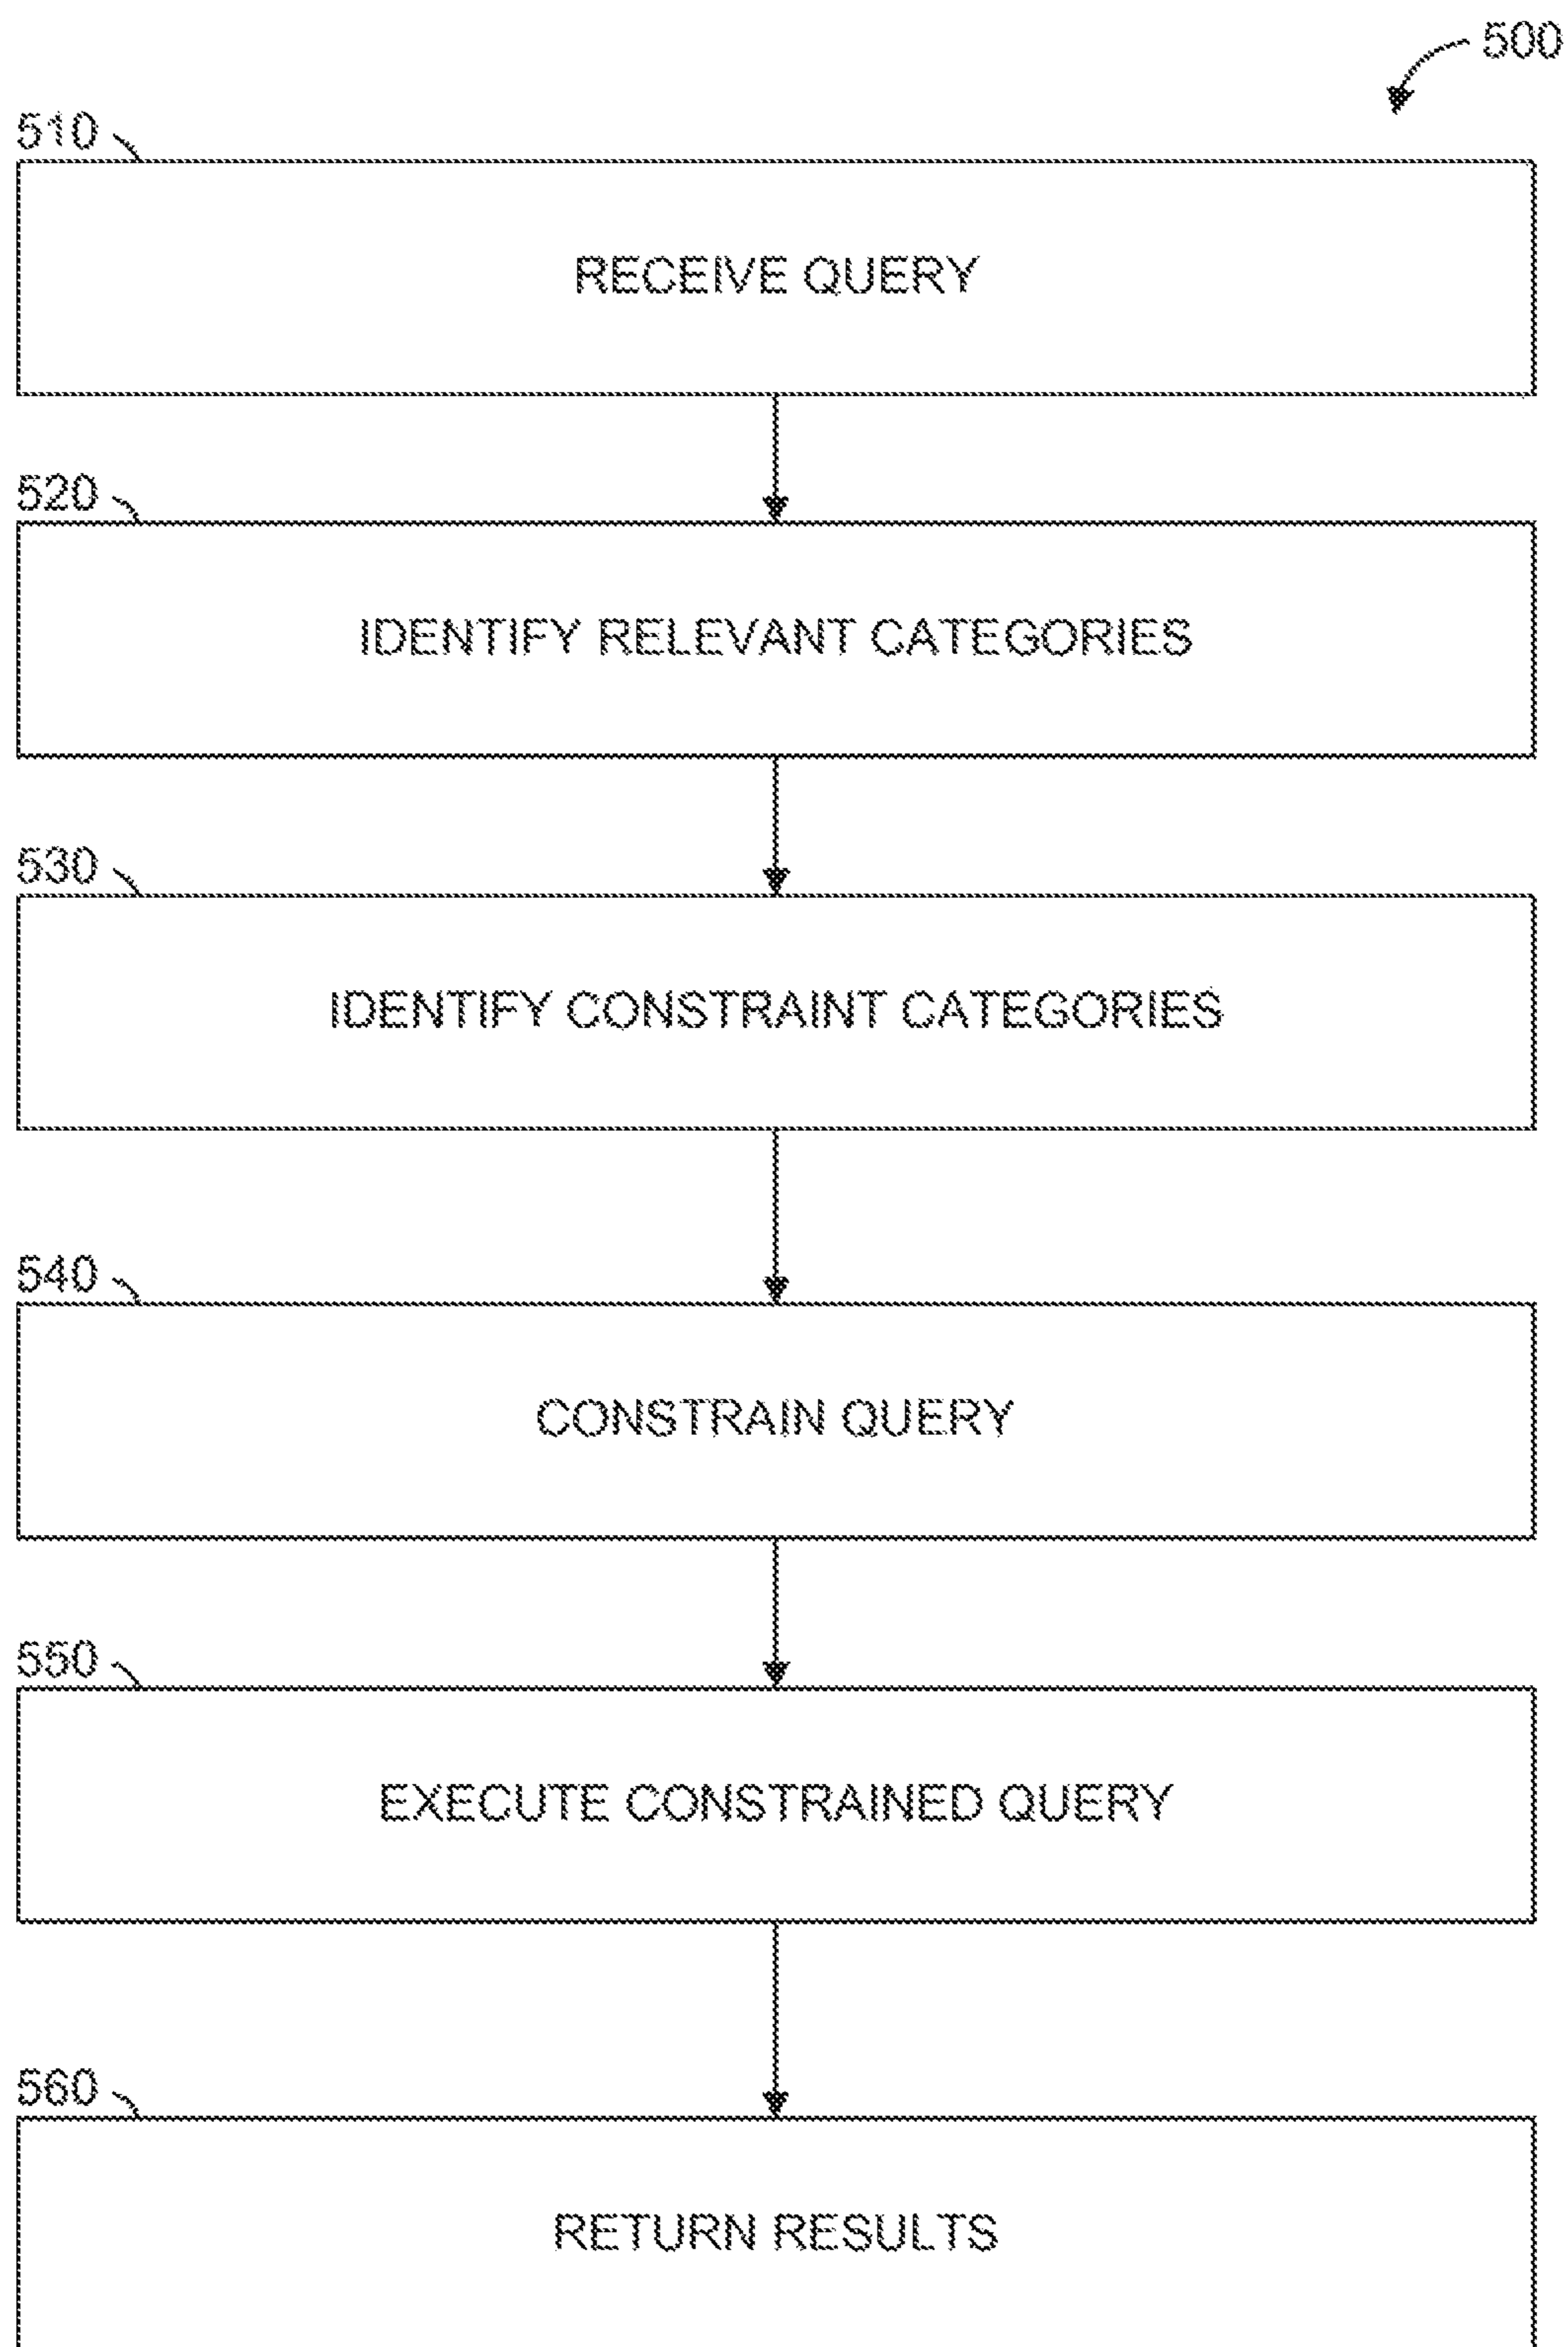 500
510
RECEIVE QUERY
520
IDENTIFY RELEVANT CATEGORIES
530
IDENTIFY CONSTRAINT CATEGORIES
540
CONSTRAIN QUERY
550
EXECUTE CONSTRAINED QUERY
560
RETURN RESULTS